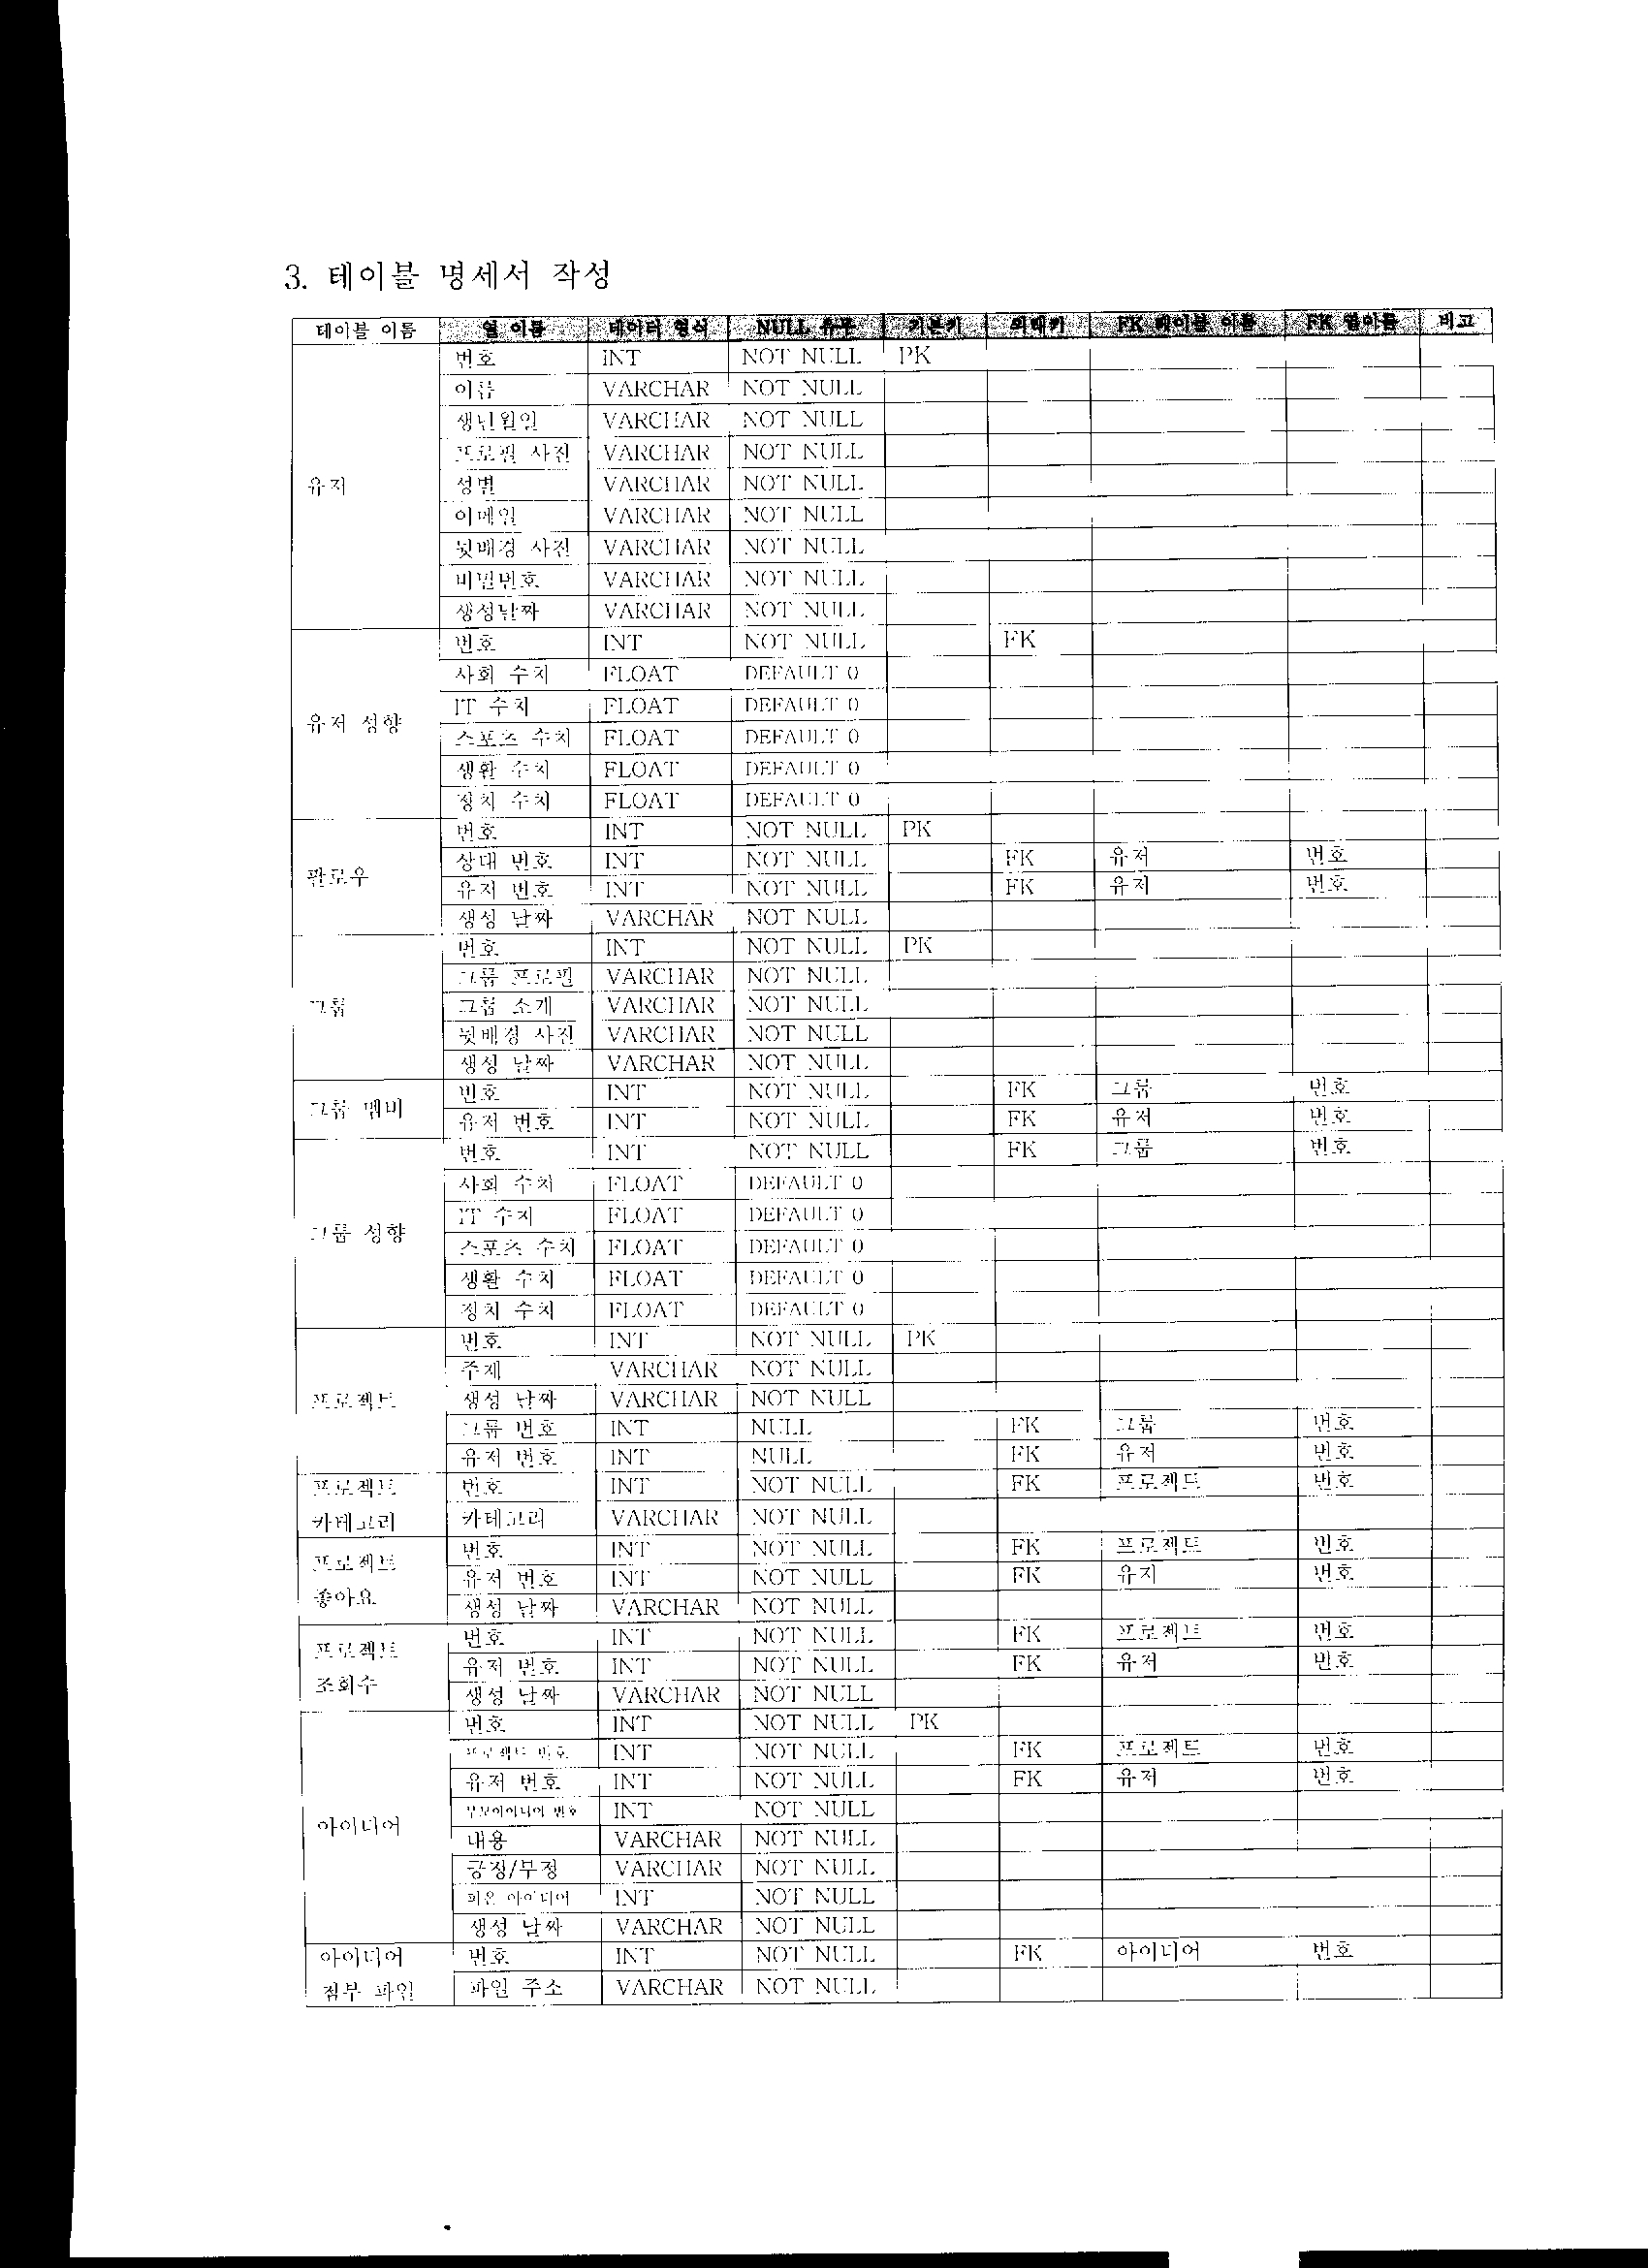 3. 테이블 명세서 작성
테이블 이름 열 이름 데이터 형식 NULL 유무 기본키 외래키 FK 테이블 이름 FK 열이름 비고
유저
번호 INT NOT NULL PK
이름 VARCHAR NOT NULL
생년월일 VARCHAR NOT NULL
프로필 사진 VARCHAR NOT NULL
성별 VARCHAR NOT NULL
이메일 VARCHAR NOT NULL
뒷배경 사진 VARCHAR NOT NULL
비밀번호 VARCHAR NOT NULL
생성날짜 VARCHAR NOT NULL
유저 성향
번호 INT NOT NULL FK
사회 수치 FLOAT DEFAULT 0
IT 수치 FLOAT DEFAULT 0
스포츠 수치 FLOAT DEFAULT 0
생활 수치 FLOAT DEFAULT 0
정치 수치 FLOAT DEFAULT 0
팔로우
번호 INT NOT NULL PK
상대 번호 INT NOT NULL FK 유저 번호
유저 번호 INT NOT NULL FK 유저 번호
생성 날짜 VARCHAR NOT NULL
그룹
번호 INT NOT NULL PK
그룹 프로필 VARCHAR NOT NULL
그룹 소개 VARCHAR NOT NULL
뒷배경 사진 VARCHAR NOT NULL
생성 날짜 VARCHAR NOT NULL
그룹 멤버
번호 INT NOT NULL FK 그룹 번호
유저 번호 INT NOT NULL FK 유저 번호
그룹 성향
번호 INT NOT NULL FK 그룹 번호
사회 수치 FLOAT DEFAULT 0
IT 수치 FLOAT DEFAULT 0
스포츠 수치 FLOAT DEFAULT 0
생활 수치 FLOAT DEFAULT 0
정치 수치 FLOAT DEFAULT 0
프로젝트
번호 INT NOT NULL PK
주제 VARCHAR NOT NULL
생성 날짜 VARCHAR NOT NULL
그룹 번호 INT NULL FK 그룹 번호
유저 번호 INT NULL FK 유저 번호
프로젝트 번호 INT NOT NULL FK 프로젝트 번호
카테고리 카테고리 VARCHAR NOT NULL
프로젝트
좋아요
번호 INT NOT NULL FK 프로젝트 번호
유저 번호 INT NOT NULL FK 유저 번호
생성 날짜 VARCHAR NOT NULL
프로젝트
조회수
번호 INT NOT NULL FK 프로젝트 번호
유저 번호 INT NOT NULL FK 유저 번호
생성 날짜 VARCHAR NOT NULL
아이디어
번호 INT NOT NULL PK
프로젝트 번호 INT NOT NULL FK 프로젝트 번호
유저 번호 INT NOT NULL FK 유저 번호
부모아이디어 번호 INT NOT NULL
내용 VARCHAR NOT NULL
긍정/부정 VARCHAR NOT NULL
아이디어 INT NOT NULL
생성 날짜 VARCHAR NOT NULL
아이디어 번호 INT NOT NULL FK 아이디어 번호
첨부 파일 파일 주소 VARCHAR NOT NULL